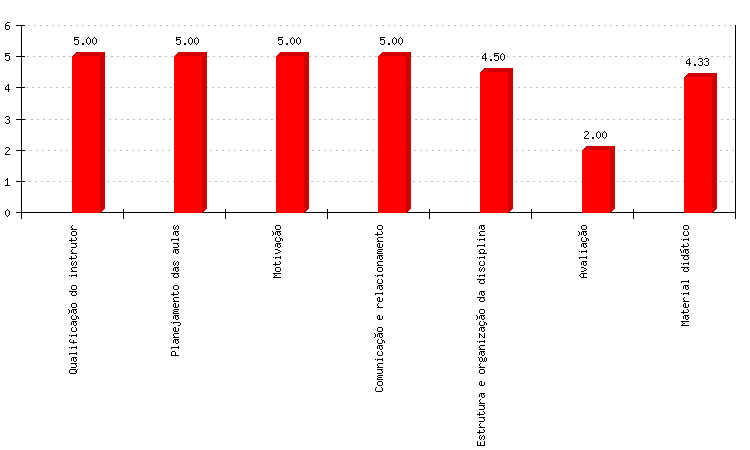 6
5.00 5.00 5.00 5.00
5
4.50
4.33
4
3
2.00
2
1
0
Qualificação do instrutor
Planejamento das aulas
Motivação
Comunicação e relacionamento
Estrutura e organização da disciplina
Avaliação
Material didático